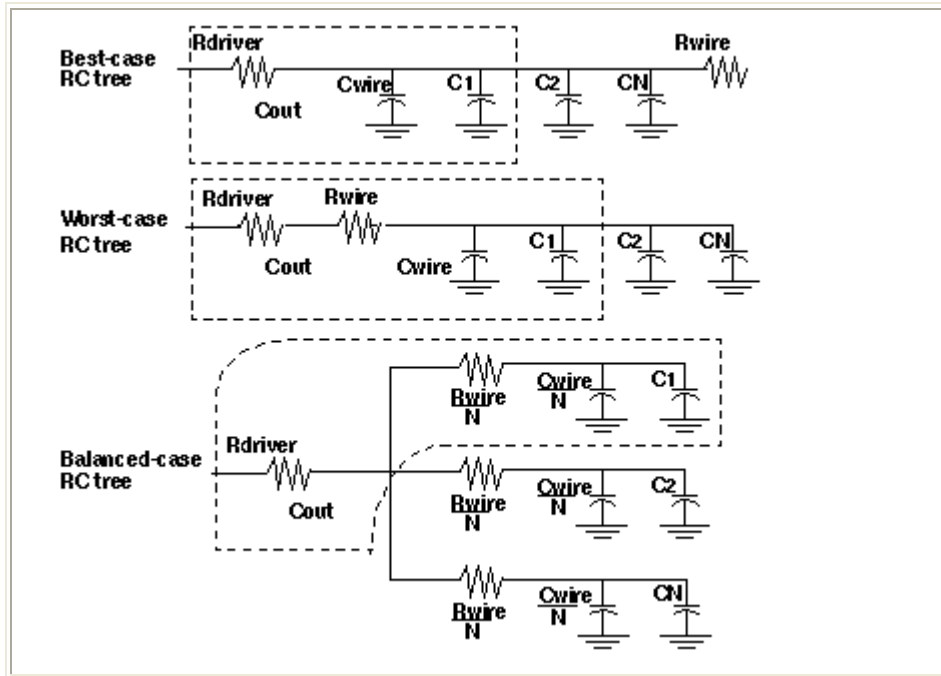 Best-case
RC tree
Rdriver
Cout
Cwire
C1
C2
CN
Rwire
Worst-case
RC tree
Rdriver
Cout
Rwire
Cwire
C1
C2
CN
Balanced-case
RC tree
Rdriver
Cout
Rwire
N
Cwire
N
C1
Rwire
N
Cwire
N
C2
Rwire
N
Cwire
N
CN